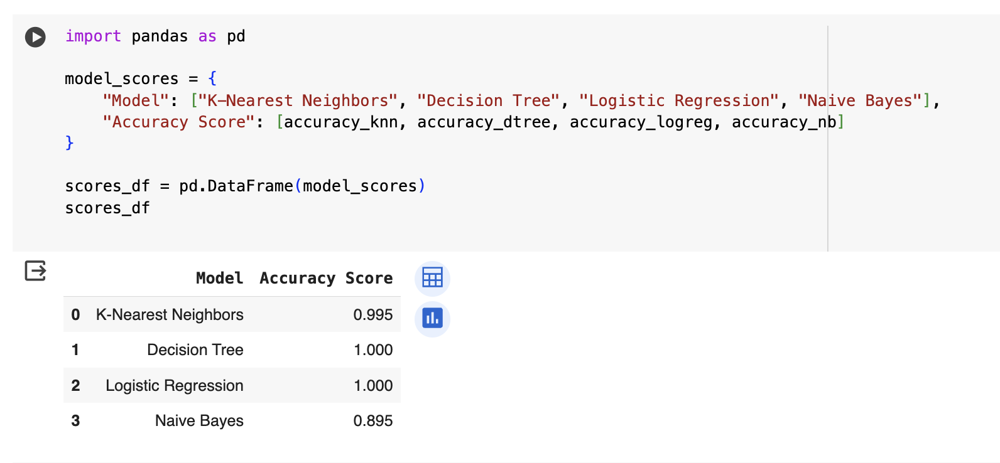 import pandas as pd
model_scores = {
"Model": ["K-Nearest Neighbors", "Decision Tree", "Logistic Regression", "Naive Bayes"],
"Accuracy Score": [accuracy_knn, accuracy_dtree, accuracy_logreg, accuracy_nb]
}
scores_df = pd.DataFrame(model_scores)
scores_df
Model Accuracy Score
0 K-Nearest Neighbors 0.995
1 Decision Tree 1.000
2 Logistic Regression 1.000
3 Naive Bayes 0.895